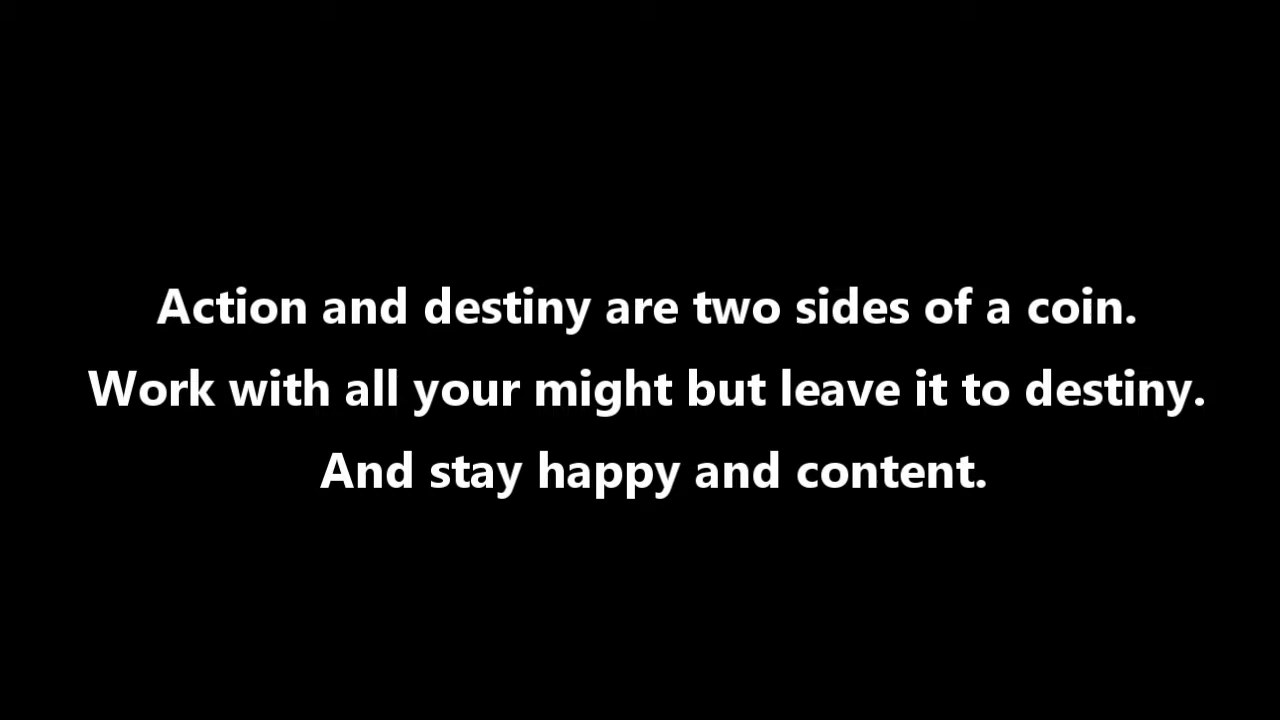 Action and destiny are two sides of a coin.
Work with all your might but leave it to destiny.
And stay happy and content.